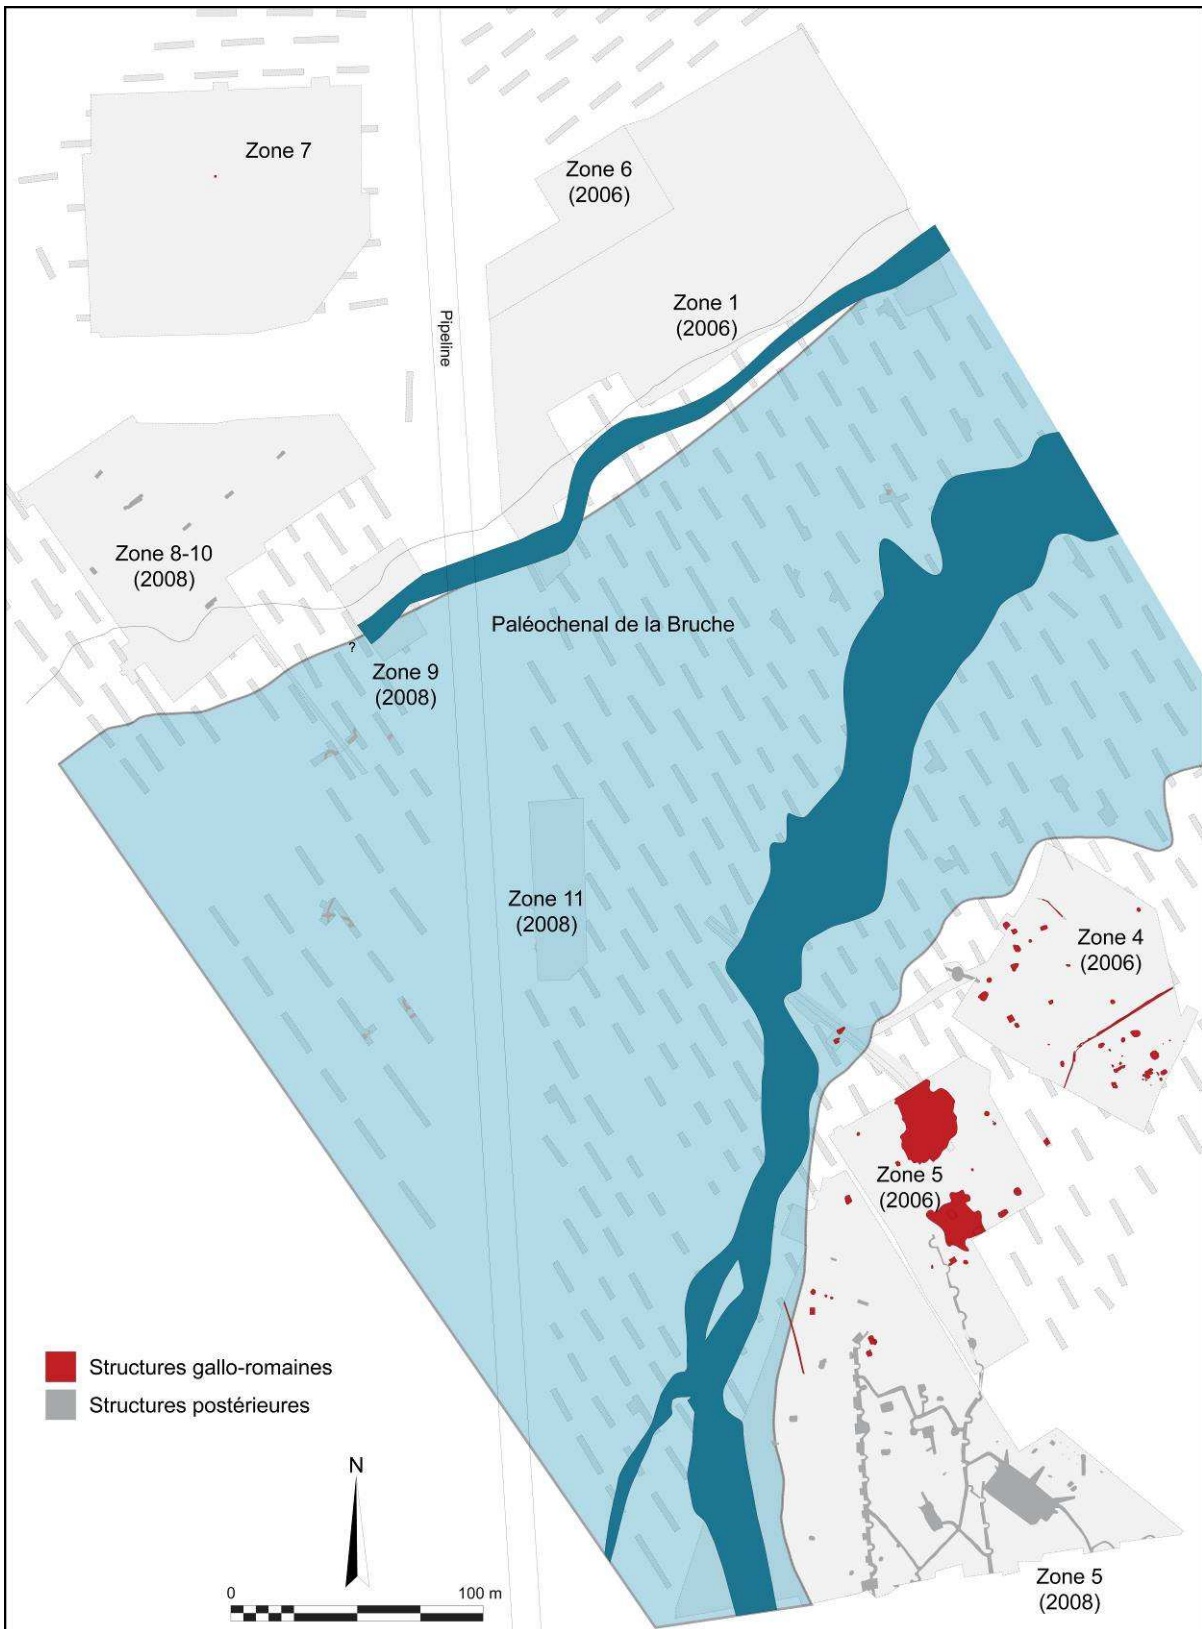 Zone 7
Zone 6
(2006)
Zone 1
(2006)
Pipeline
Zone 8-10
(2008)
Paléochenal de la Bruche
?
Zone 9
(2008)
Zone 11
(2008)
Zone 4
(2006)
Zone 5
(2006)
Structures gallo-romaines
Structures postérieures
N
0 100 m
Zone 5
(2008)